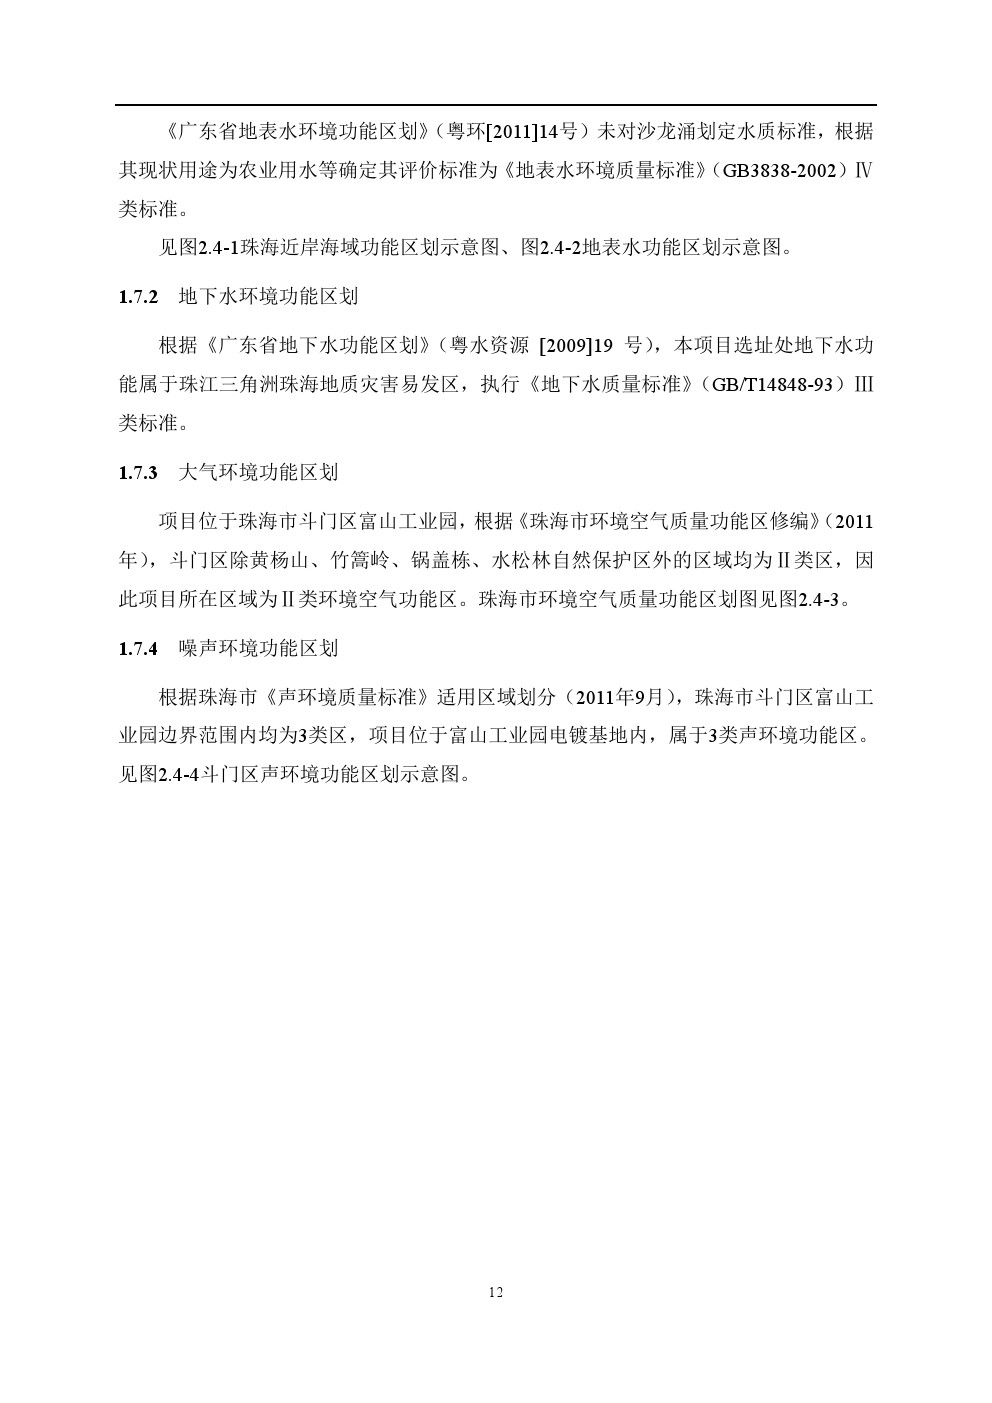 《广东省地表水环境功能区划》（粤环[2011]14号）未对沙龙涌划定水质标准，根据
其现状用途为农业用水等确定其评价标准为《地表水环境质量标准》（GB3838-2002）Ⅳ
类标准。
见图2.4-1珠海近岸海域功能区划示意图、图2.4-2地表水功能区划示意图。
1.7.2 地下水环境功能区划
根据《广东省地下水功能区划》（粤水资源 [2009]19 号），本项目选址处地下水功
能属于珠江三角洲珠海地质灾害易发区，执行《地下水质量标准》（GB/T14848-93）Ⅲ
类标准。
1.7.3 大气环境功能区划
项目位于珠海市斗门区富山工业园，根据《珠海市环境空气质量功能区修编》（2011
年），斗门区除黄杨山、竹篙岭、锅盖栋、水松林自然保护区外的区域均为Ⅱ类区，因
此项目所在区域为Ⅱ类环境空气功能区。珠海市环境空气质量功能区划图见图2.4-3。
1.7.4 噪声环境功能区划
根据珠海市《声环境质量标准》适用区域划分（2011年9月），珠海市斗门区富山工
业园边界范围内均为3类区，项目位于富山工业园电镀基地内，属于3类声环境功能区。
见图2.4-4斗门区声环境功能区划示意图。
12